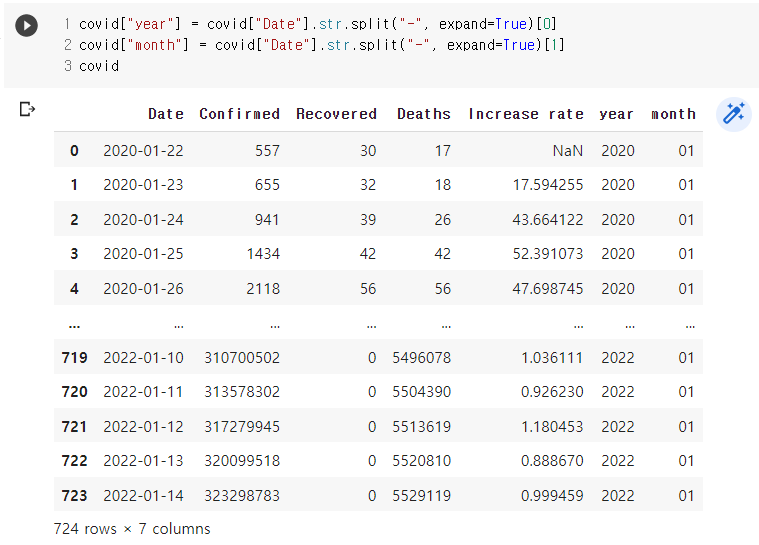 1 covid["year"] = covid["Date"].str.split("-", expand=True)[0]
2 covid["month"] = covid["Date"].str.split("-", expand=True)[1]
3 covid
Date Confirmed Recovered Deaths Increase rate year month
0 2020-01-22 557 30 17 NaN 2020 01
1 2020-01-23 655 32 18 17.594255 2020 01
2 2020-01-24 941 39 26 43.664122 2020 01
3 2020-01-25 1434 42 42 52.391073 2020 01
4 2020-01-26 2118 56 56 47.698745 2020 01
... ... ... ... ... ... ... ...
719 2022-01-10 310700502 0 5496078 1.036111 2022 01
720 2022-01-11 313578302 0 5504390 0.926230 2022 01
721 2022-01-12 317279945 0 5513619 1.180453 2022 01
722 2022-01-13 320099518 0 5520810 0.888670 2022 01
723 2022-01-14 323298783 0 5529119 0.999459 2022 01
724 rows × 7 columns